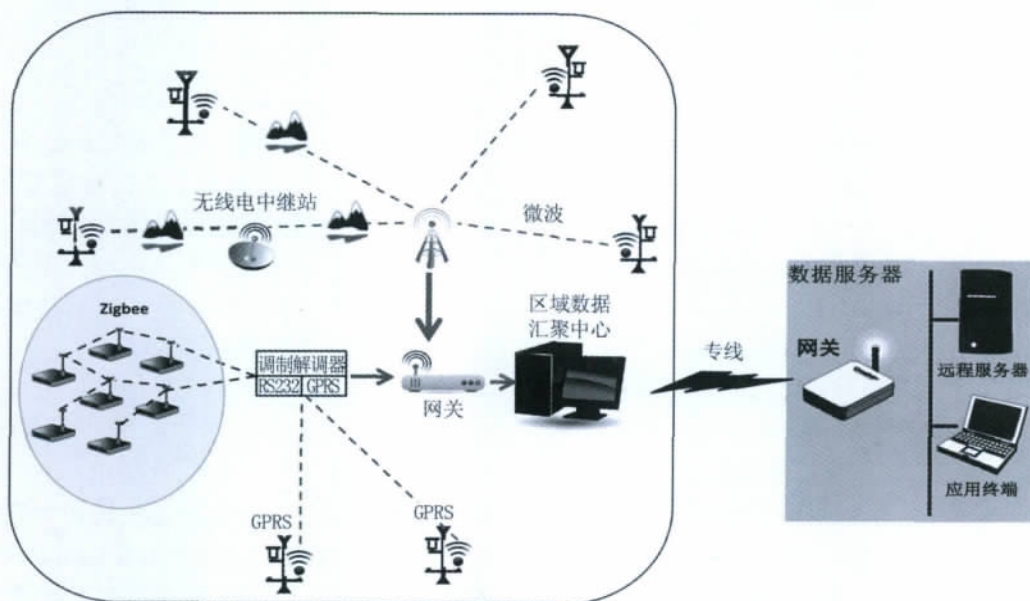 无线电中继站
微波
Zigbee
调制解调器
RS232 GPRS
网关
区域数据
汇聚中心
专线
数据服务器
网关
远程服务器
应用终端
GPRS
GPRS